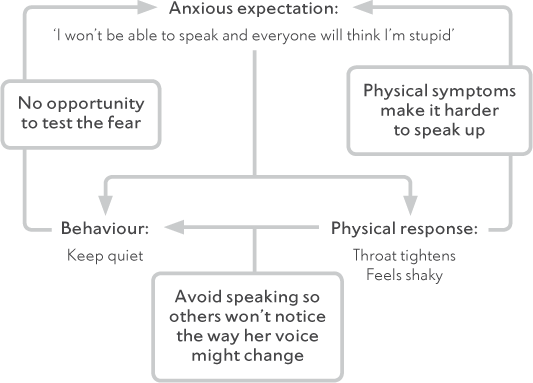 Anxious expectation:
‘I won’t be able to speak and everyone will think I’m stupid’
No opportunity
to test the fear
Physical symptoms
make it harder
to speak up
Behaviour:
Keep quiet
Physical response:
Throat tightens
Feels shaky
Avoid speaking so
others won’t notice
the way her voice
might change